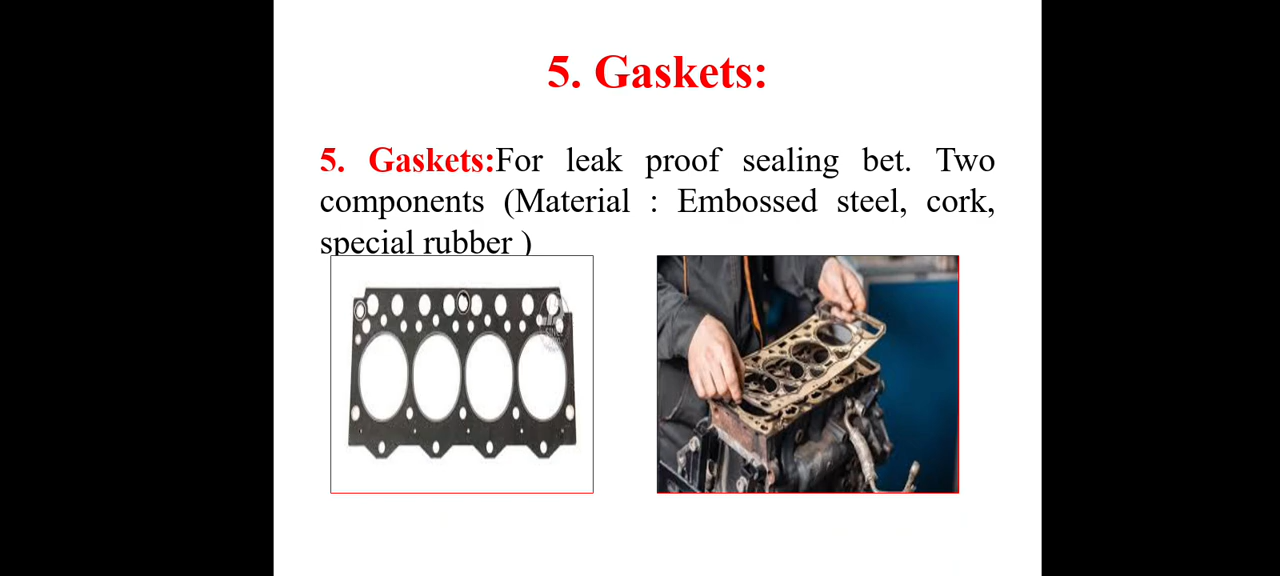 5. Gaskets:
5. Gaskets:For leak proof sealing bet. Two
components (Material : Embossed steel, cork,
special rubber )